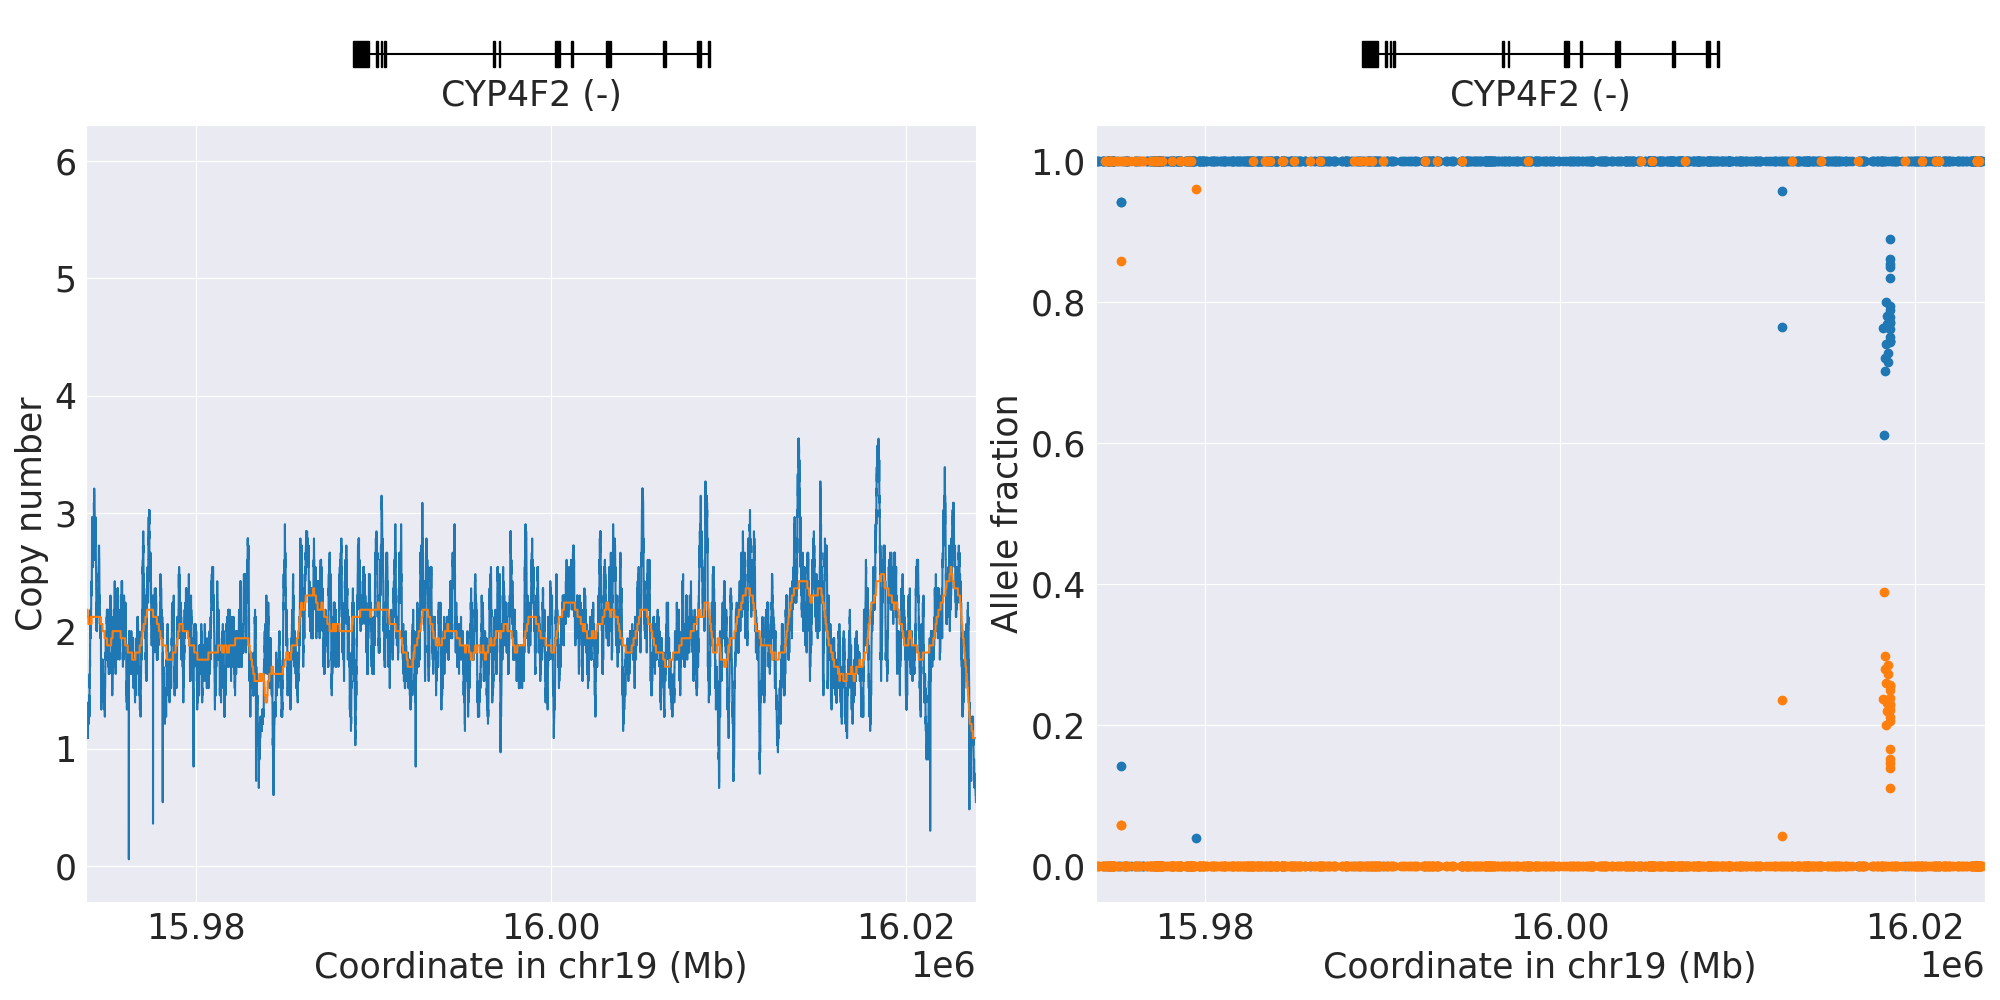 CYP4F2 (-)
6
5
4
3
2
1
0
Copy number
15.98
16.00
16.02
Coordinate in chr19 (Mb)
1e6
CYP4F2 (-)
1.0
0.8
0.6
0.4
0.2
0.0
Allele fraction
15.98
16.00
16.02
Coordinate in chr19 (Mb)
1e6